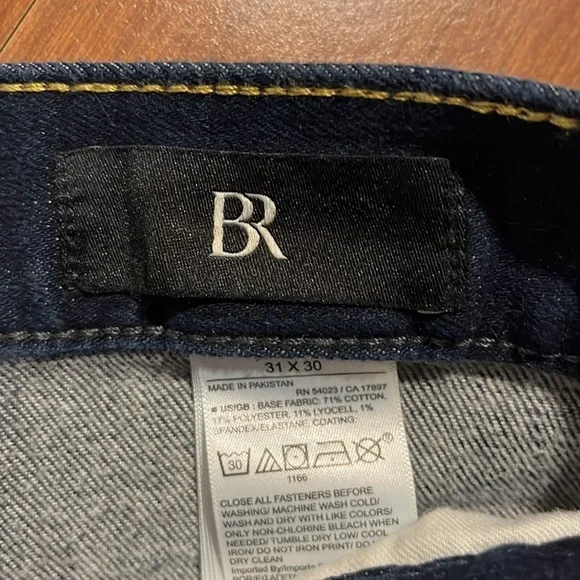 BR
31 X 30
MADE IN PAKISTAN RN 54023 / CA 17897
US/GB : BASE FABRIC: 71% COTTON,
17% POLYESTER, 11% LYOCELL, 1%
SPANDEX/ELASTANE, COATING:
30
1166
CLOSE ALL FASTENERS BEFORE
WASHING/ MACHINE WASH COLD/
WASH AND DRY WITH LIKE COLORS/
ONLY NON-CHLORINE BLEACH WHEN
NEEDED/ TUMBLE DRY LOW/ COOL
IRON/ DO NOT IRON PRINT/ DO
DRY CLEAN
Imported By/Importe